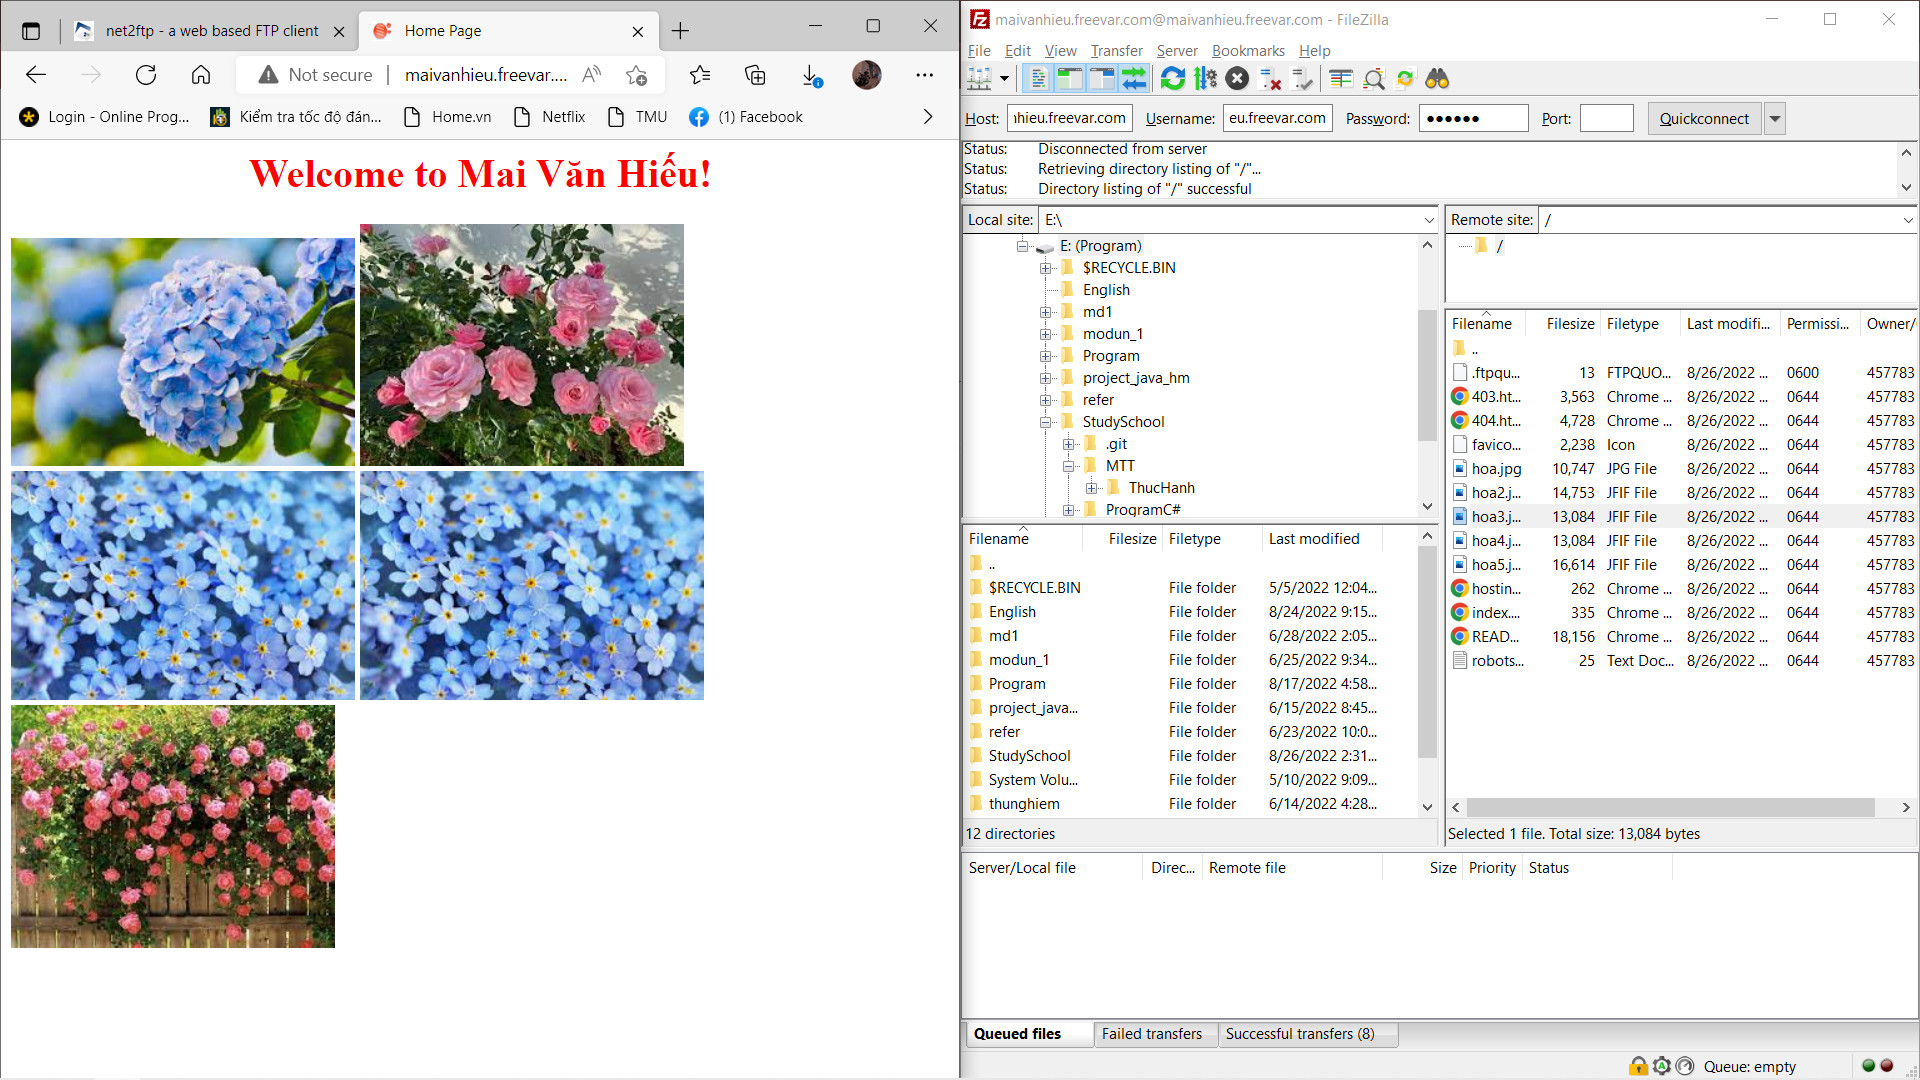 net2ftp - a web based FTP client
Home Page
Not secure
maivanhieu.freevar....
Login - Online Prog...
Kiểm tra tốc độ đán...
Home.vn
Netflix
TMU
(1) Facebook
Welcome to Mai Văn Hiếu!
maivanhieu.freevar.com@maivanhieu.freevar.com - FileZilla
File Edit View Transfer Server Bookmarks Help
Host: hieu.freevar.com Username: eu.freevar.com Password: ●●●●●● Port: Quickconnect
Status: Disconnected from server
Status: Retrieving directory listing of "/"...
Status: Directory listing of "/" successful
Local site: E:\
E: (Program)
$RECYCLE.BIN
English
md1
modun_1
Program
project_java_hm
refer
StudySchool
.git
MTT
ThucHanh
ProgramC#
Filename Filesize Filetype Last modified
..
$RECYCLE.BIN File folder 5/5/2022 12:04...
English File folder 8/24/2022 9:15...
md1 File folder 6/28/2022 2:05...
modun_1 File folder 6/25/2022 9:34...
Program File folder 8/17/2022 4:58...
project_java... File folder 6/15/2022 8:45...
refer File folder 6/23/2022 10:0...
StudySchool File folder 8/26/2022 2:31...
System Volu... File folder 5/10/2022 9:09...
thunghiem File folder 6/14/2022 4:28...
12 directories
Remote site: /
/
Filename Filesize Filetype Last modifi... Permissi... Owner/
..
.ftpqu... 13 FTPQUO... 8/26/2022 ... 0600 457783
403.ht... 3,563 Chrome ... 8/26/2022 ... 0644 457783
404.ht... 4,728 Chrome ... 8/26/2022 ... 0644 457783
favico... 2,238 Icon 8/26/2022 ... 0644 457783
hoa.jpg 10,747 JPG File 8/26/2022 ... 0644 457783
hoa2.j... 14,753 JFIF File 8/26/2022 ... 0644 457783
hoa3.j... 13,084 JFIF File 8/26/2022 ... 0644 457783
hoa4.j... 13,084 JFIF File 8/26/2022 ... 0644 457783
hoa5.j... 16,614 JFIF File 8/26/2022 ... 0644 457783
hostin... 262 Chrome ... 8/26/2022 ... 0644 457783
index.... 335 Chrome ... 8/26/2022 ... 0644 457783
READ... 18,156 Chrome ... 8/26/2022 ... 0644 457783
robots... 25 Text Doc... 8/26/2022 ... 0644 457783
Selected 1 file. Total size: 13,084 bytes
Server/Local file Direc... Remote file Size Priority Status
Queued files Failed transfers Successful transfers (8)
Queue: empty